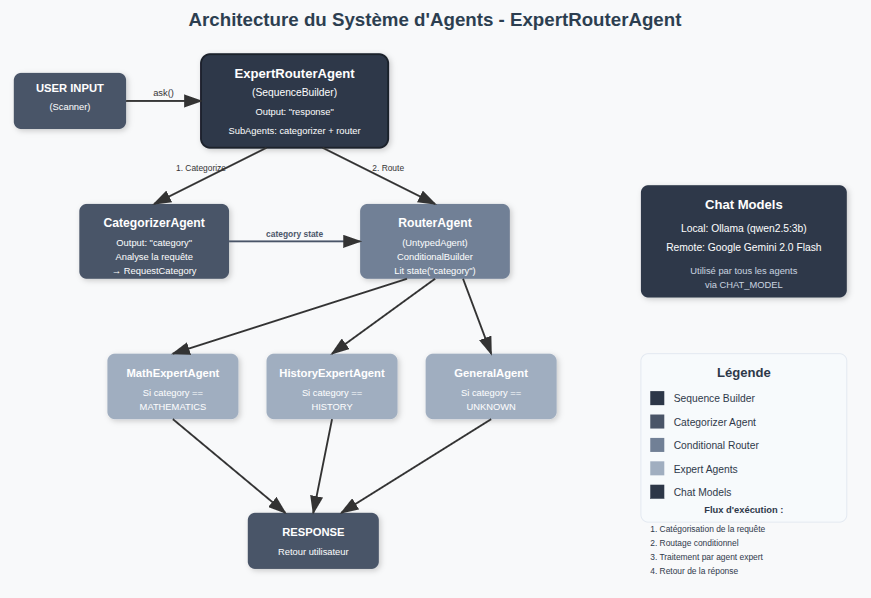 Architecture du Système d'Agents - ExpertRouterAgent
USER INPUT
(Scanner)
ask()
ExpertRouterAgent
(SequenceBuilder)
Output: "response"
SubAgents: categorizer + router
1. Categorize
2. Route
CategorizerAgent
Output: "category"
Analyse la requête
→ RequestCategory
category state
RouterAgent
(UntypedAgent)
ConditionalBuilder
Lit state("category")
MathExpertAgent
Si category ==
MATHEMATICS
HistoryExpertAgent
Si category ==
HISTORY
GeneralAgent
Si category ==
UNKNOWN
RESPONSE
Retour utilisateur
Chat Models
Local: Ollama (qwen2.5:3b)
Remote: Google Gemini 2.0 Flash
Utilisé par tous les agents
via CHAT_MODEL
Légende
Sequence Builder
Categorizer Agent
Conditional Router
Expert Agents
Chat Models
Flux d'exécution :
1. Catégorisation de la requête
2. Routage conditionnel
3. Traitement par agent expert
4. Retour de la réponse